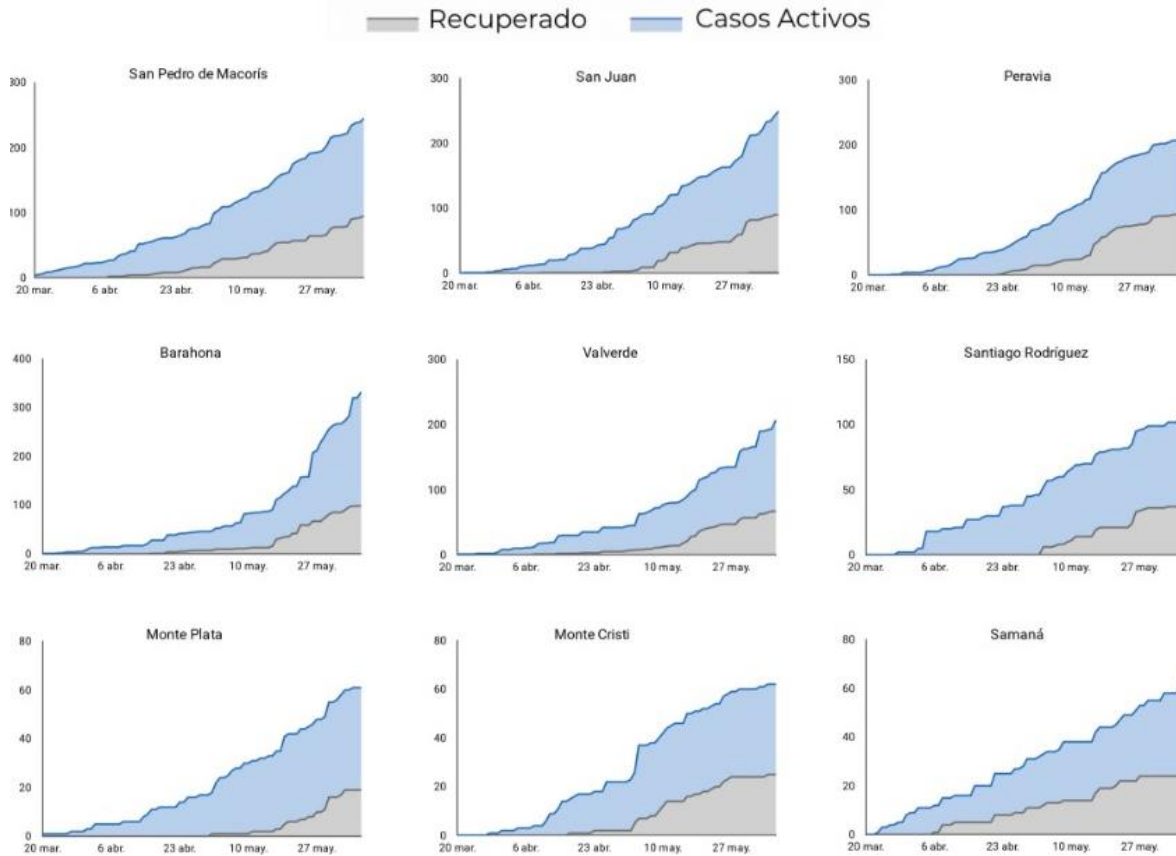 Recuperado Casos Activos
San Pedro de Macorís
300
200
100
0
20 mar. 6 abr. 23 abr. 10 may. 27 may.
San Juan
300
200
100
0
20 mar. 6 abr. 23 abr. 10 may. 27 may.
Peravia
300
200
100
0
20 mar. 6 abr. 23 abr. 10 may. 27 may.
Barahona
400
300
200
100
0
20 mar. 6 abr. 23 abr. 10 may. 27 may.
Valverde
300
200
100
0
20 mar. 6 abr. 23 abr. 10 may. 27 may.
Santiago Rodríguez
150
100
50
0
20 mar. 6 abr. 23 abr. 10 may. 27 may.
Monte Plata
80
60
40
20
0
20 mar. 6 abr. 23 abr. 10 may. 27 may.
Monte Cristi
80
60
40
20
0
20 mar. 6 abr. 23 abr. 10 may. 27 may.
Samaná
80
60
40
20
0
20 mar. 6 abr. 23 abr. 10 may. 27 may.